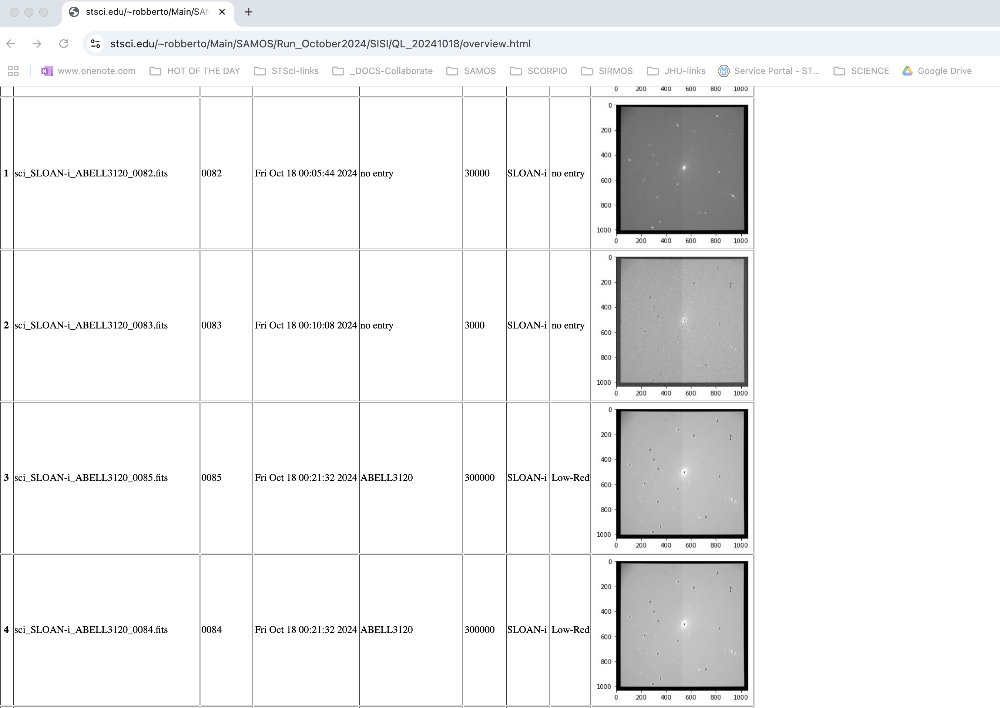 stsci.edu/~robberto/Main/SAM
stsci.edu/~robberto/Main/SAMOS/Run_October2024/SISI/QL_20241018/overview.html
www.onenote.com HOT OF THE DAY STScI-links _DOCS-Collaborate SAMOS SCORPIO SIRMOS JHU-links Service Portal - ST... SCIENCE Google Drive
0 200 400 600 800 1000
1 sci_SLOAN-i_ABELL3120_0082.fits 0082 Fri Oct 18 00:05:44 2024 no entry 30000 SLOAN-i no entry
0
200
400
600
800
1000
0 200 400 600 800 1000
2 sci_SLOAN-i_ABELL3120_0083.fits 0083 Fri Oct 18 00:10:08 2024 no entry 3000 SLOAN-i no entry
0
200
400
600
800
1000
0 200 400 600 800 1000
3 sci_SLOAN-i_ABELL3120_0085.fits 0085 Fri Oct 18 00:21:32 2024 ABELL3120 300000 SLOAN-i Low-Red
0
200
400
600
800
1000
0 200 400 600 800 1000
4 sci_SLOAN-i_ABELL3120_0084.fits 0084 Fri Oct 18 00:21:32 2024 ABELL3120 300000 SLOAN-i Low-Red
0
200
400
600
800
1000
0 200 400 600 800 1000